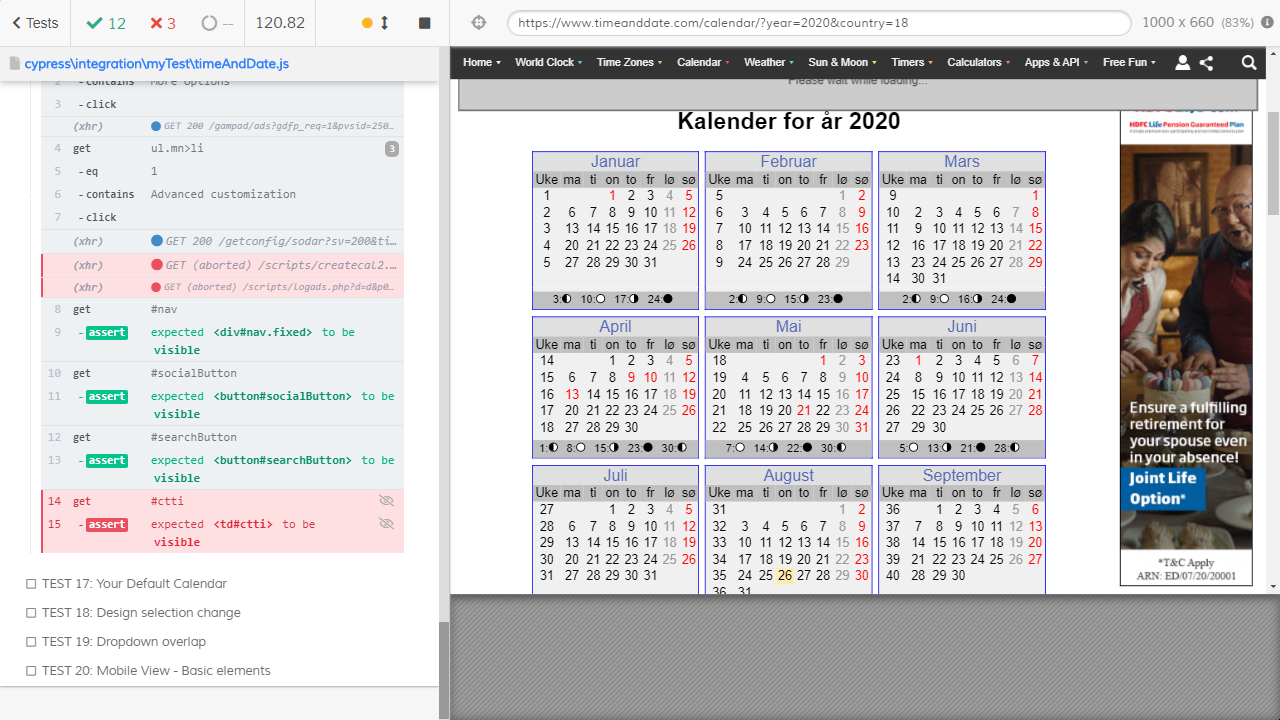 Tests 12 3 -- 120.82 https://www.timeanddate.com/calendar/?year=2020&country=18 1000 x 660 (83%)
cypress\integration\myTest\timeAndDate.js
2 -contains More Options
3 -click
(xhr) GET 200 /gampad/ads?gdfp_req=1&pvsid=250…
4 get ul.mn>li 3
5 -eq 1
6 -contains Advanced customization
7 -click
(xhr) GET 200 /getconfig/sodar?sv=200&ti…
(xhr) GET (aborted) /scripts/createcal2.…
(xhr) GET (aborted) /scripts/logads.php?d=d&p0…
8 get #nav
9 -assert expected <div#nav.fixed> to be
visible
10 get #socialButton
11 -assert expected <button#socialButton> to be
visible
12 get #searchButton
13 -assert expected <button#searchButton> to be
visible
14 get #ctti
15 -assert expected <td#ctti> to be
visible
TEST 17: Your Default Calendar
TEST 18: Design selection change
TEST 19: Dropdown overlap
TEST 20: Mobile View - Basic elements
Home World Clock Time Zones Calendar Weather Sun & Moon Timers Calculators Apps & API Free Fun
Please wait while loading...
Kalender for år 2020
Januar
Uke ma ti on to fr lø sø
1 1 2 3 4 5
2 6 7 8 9 10 11 12
3 13 14 15 16 17 18 19
4 20 21 22 23 24 25 26
5 27 28 29 30 31
3: 10: 17: 24:
Februar
Uke ma ti on to fr lø sø
5 1 2
6 3 4 5 6 7 8 9
7 10 11 12 13 14 15 16
8 17 18 19 20 21 22 23
9 24 25 26 27 28 29
2: 9: 15: 23:
Mars
Uke ma ti on to fr lø sø
9 1
10 2 3 4 5 6 7 8
11 9 10 11 12 13 14 15
12 16 17 18 19 20 21 22
13 23 24 25 26 27 28 29
14 30 31
2: 9: 16: 24:
April
Uke ma ti on to fr lø sø
14 1 2 3 4 5
15 6 7 8 9 10 11 12
16 13 14 15 16 17 18 19
17 20 21 22 23 24 25 26
18 27 28 29 30
1: 8: 15: 23: 30:
Mai
Uke ma ti on to fr lø sø
18 1 2 3
19 4 5 6 7 8 9 10
20 11 12 13 14 15 16 17
21 18 19 20 21 22 23 24
22 25 26 27 28 29 30 31
7: 14: 22: 30:
Juni
Uke ma ti on to fr lø sø
23 1 2 3 4 5 6 7
24 8 9 10 11 12 13 14
25 15 16 17 18 19 20 21
26 22 23 24 25 26 27 28
27 29 30
5: 13: 21: 28:
Juli
Uke ma ti on to fr lø sø
27 1 2 3 4 5
28 6 7 8 9 10 11 12
29 13 14 15 16 17 18 19
30 20 21 22 23 24 25 26
31 27 28 29 30 31
August
Uke ma ti on to fr lø sø
31 1 2
32 3 4 5 6 7 8 9
33 10 11 12 13 14 15 16
34 17 18 19 20 21 22 23
35 24 25 26 27 28 29 30
36 31
September
Uke ma ti on to fr lø sø
36 1 2 3 4 5 6
37 7 8 9 10 11 12 13
38 14 15 16 17 18 19 20
39 21 22 23 24 25 26 27
40 28 29 30
HDFC Life Pension Guaranteed Plan
Ensure a fulfilling
retirement for
your spouse even
in your absence!
Joint Life
Option*
*T&C Apply
ARN: ED/07/20/20001